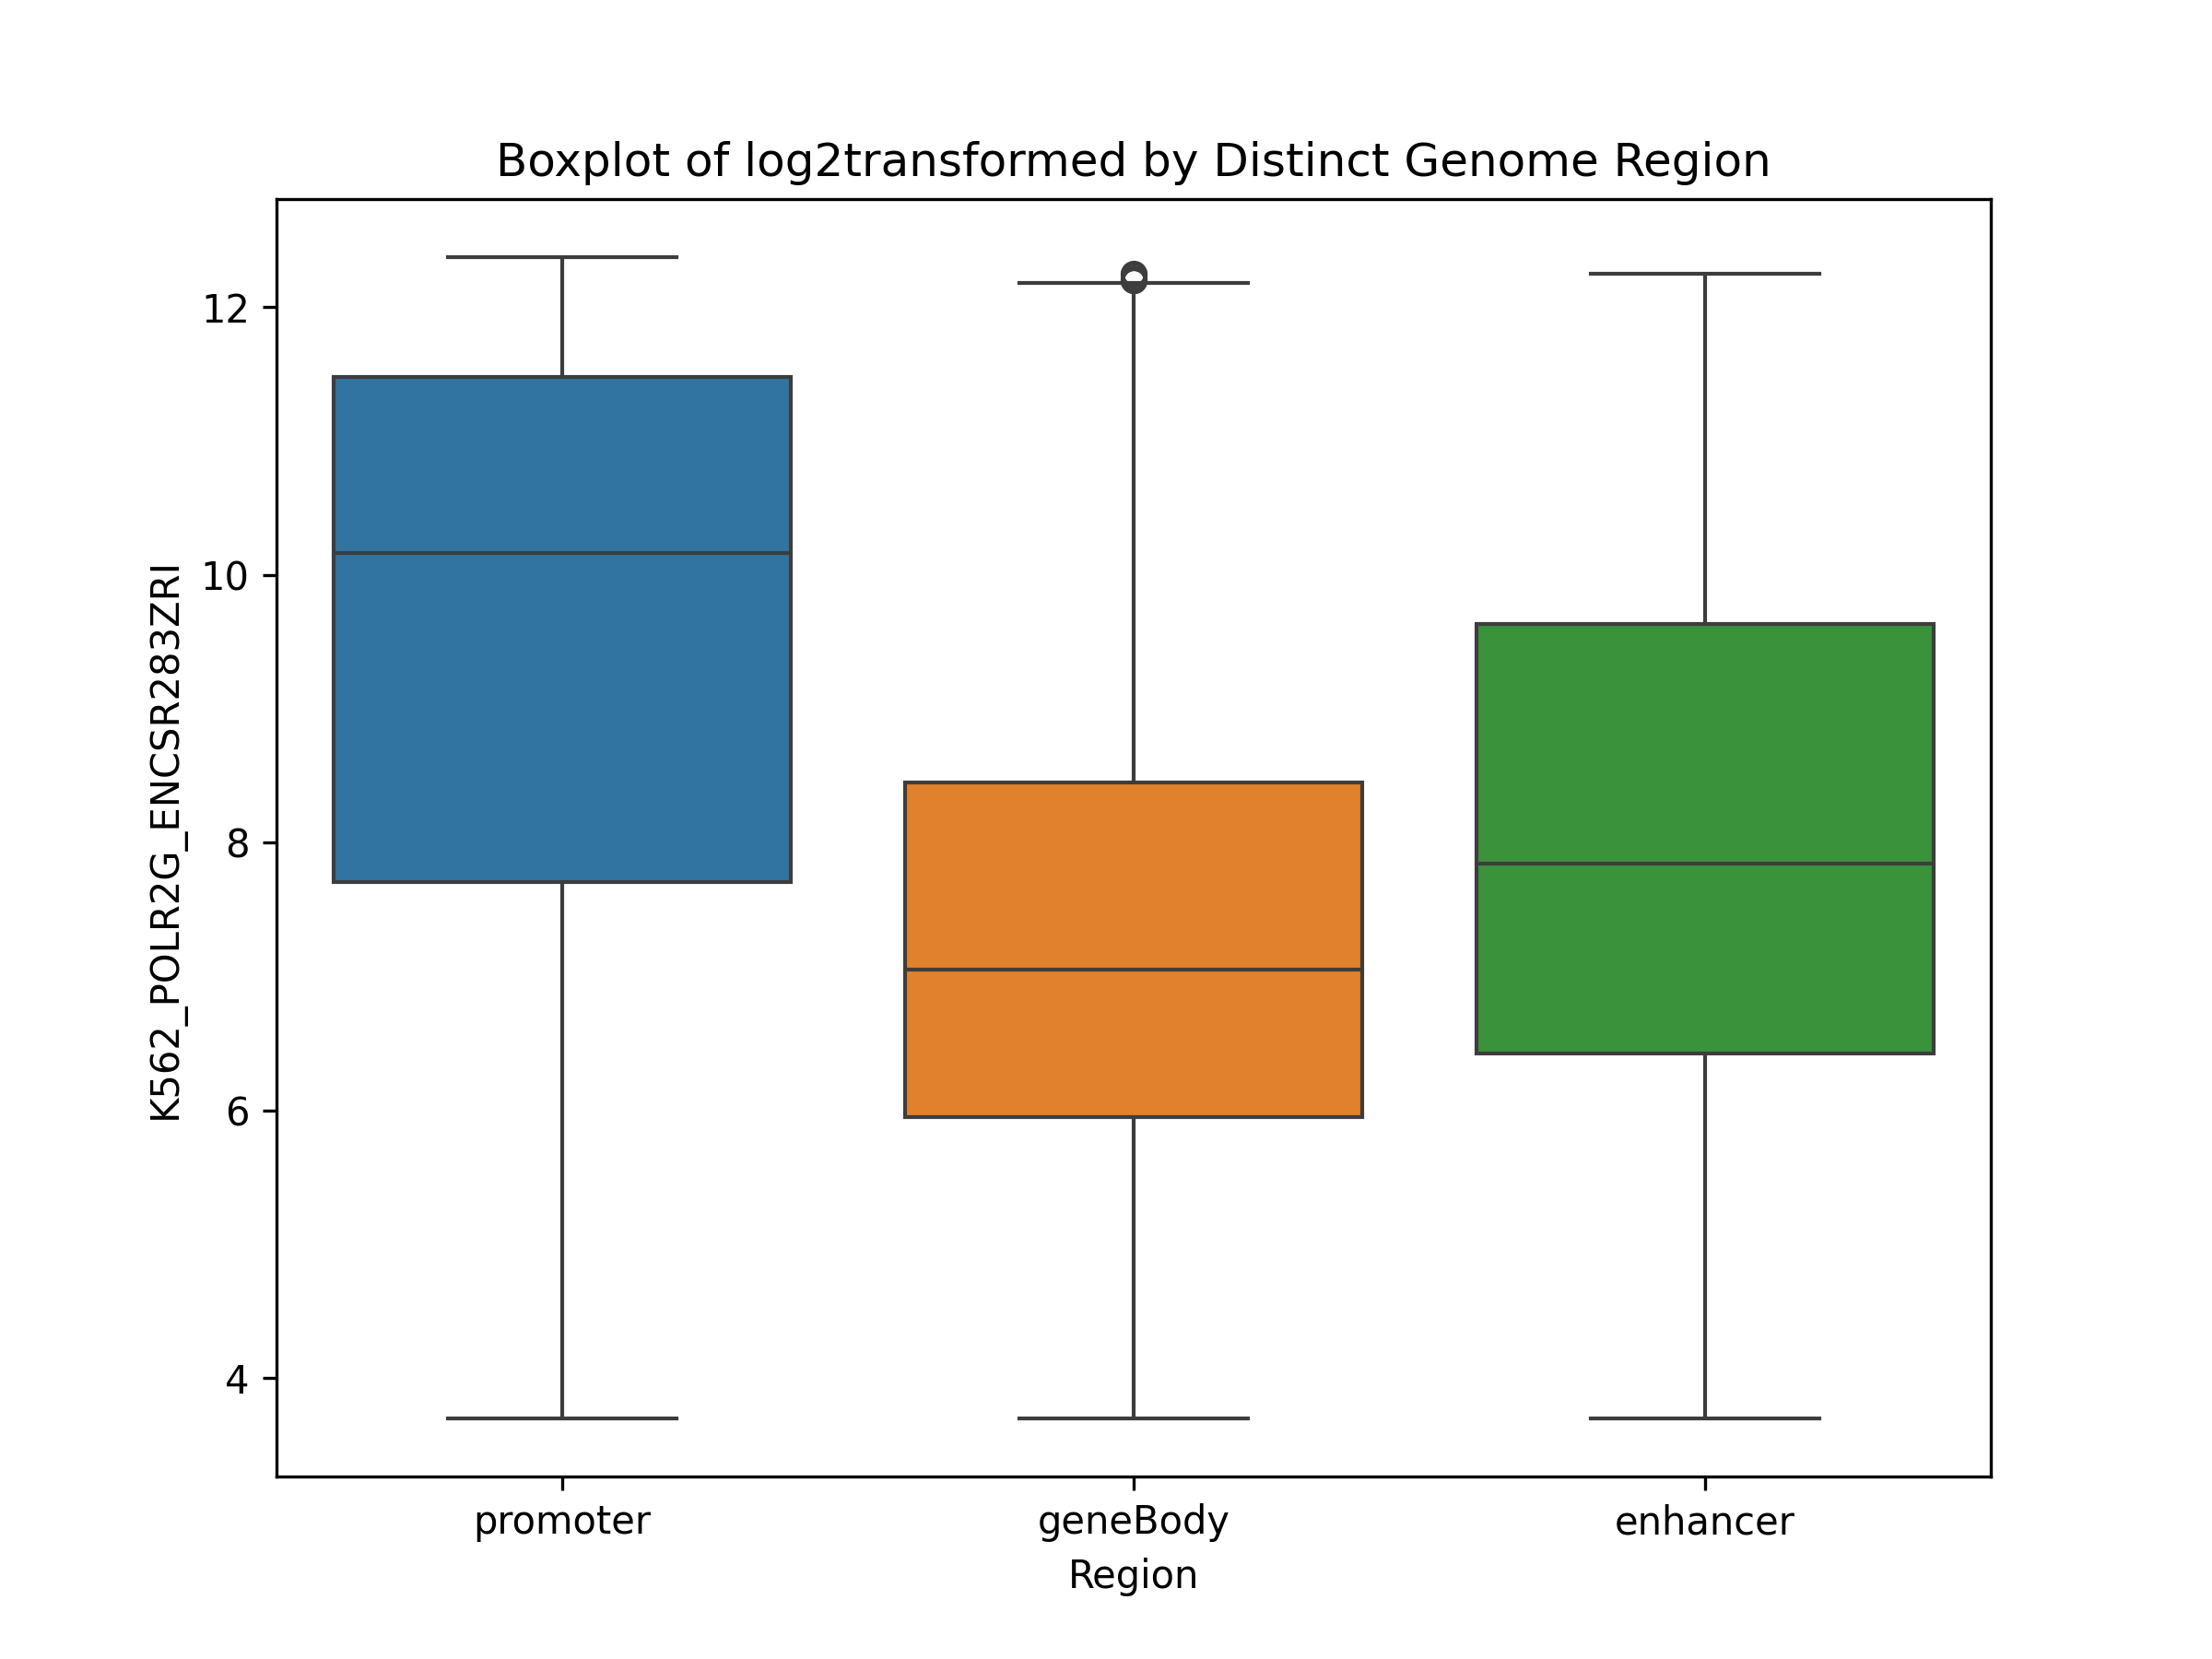 Boxplot of log2transformed by Distinct Genome Region
K562_POLR2G_ENCSR283ZRI
12
10
8
6
4
promoter geneBody enhancer
Region